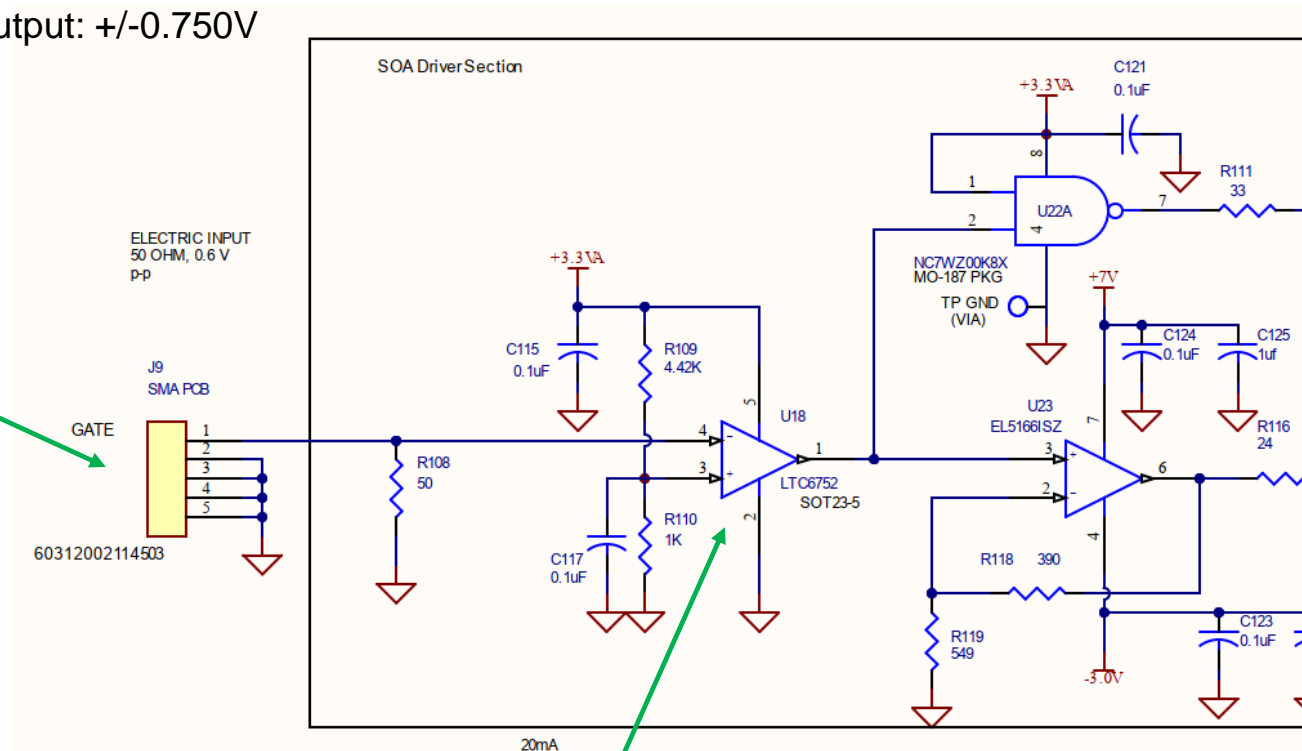 utput: +/-0.750V
SOA Driver Section
C121
0.1uF
+3.3VA
8
1
2
U22A
4
7
R111
33
NC7WZ00K8X
MO-187 PKG
TP GND
(VIA)
ELECTRIC INPUT
50 OHM, 0.6 V
p-p
+3.3VA
C115
0.1uF
R109
4.42K
+7V
C124
0.1uF
C125
1uf
J9
SMA PCB
GATE
1
2
3
4
5
60312002114503
R108
50
5
U18
4
3
1
2
LTC6752
SOT23-5
R110
1K
C117
0.1uF
U23
EL5166ISZ
7
3
2
6
4
R116
24
R118 390
R119
549
C123
0.1uF
-3.0V
20mA